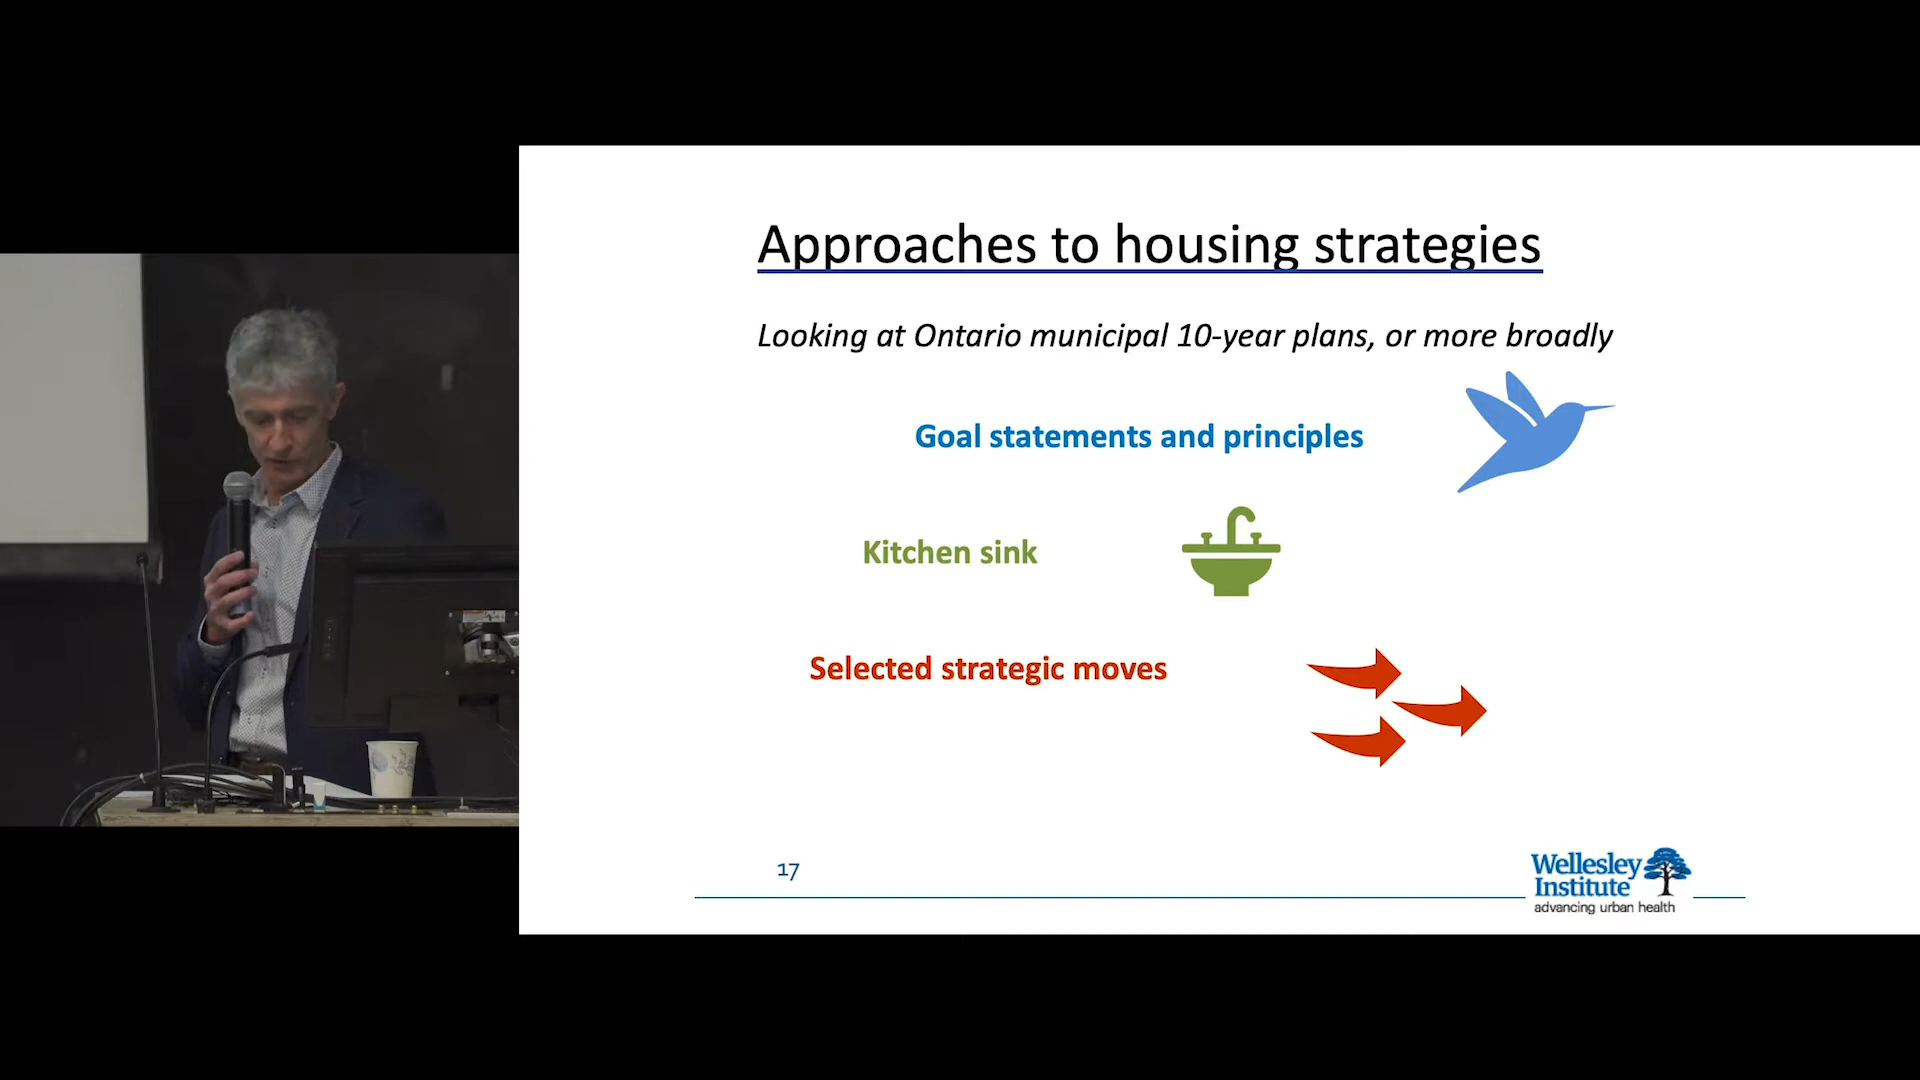 Approaches to housing strategies
Looking at Ontario municipal 10-year plans, or more broadly
Goal statements and principles
Kitchen sink
Selected strategic moves
17
Wellesley
Institute
advancing urban health